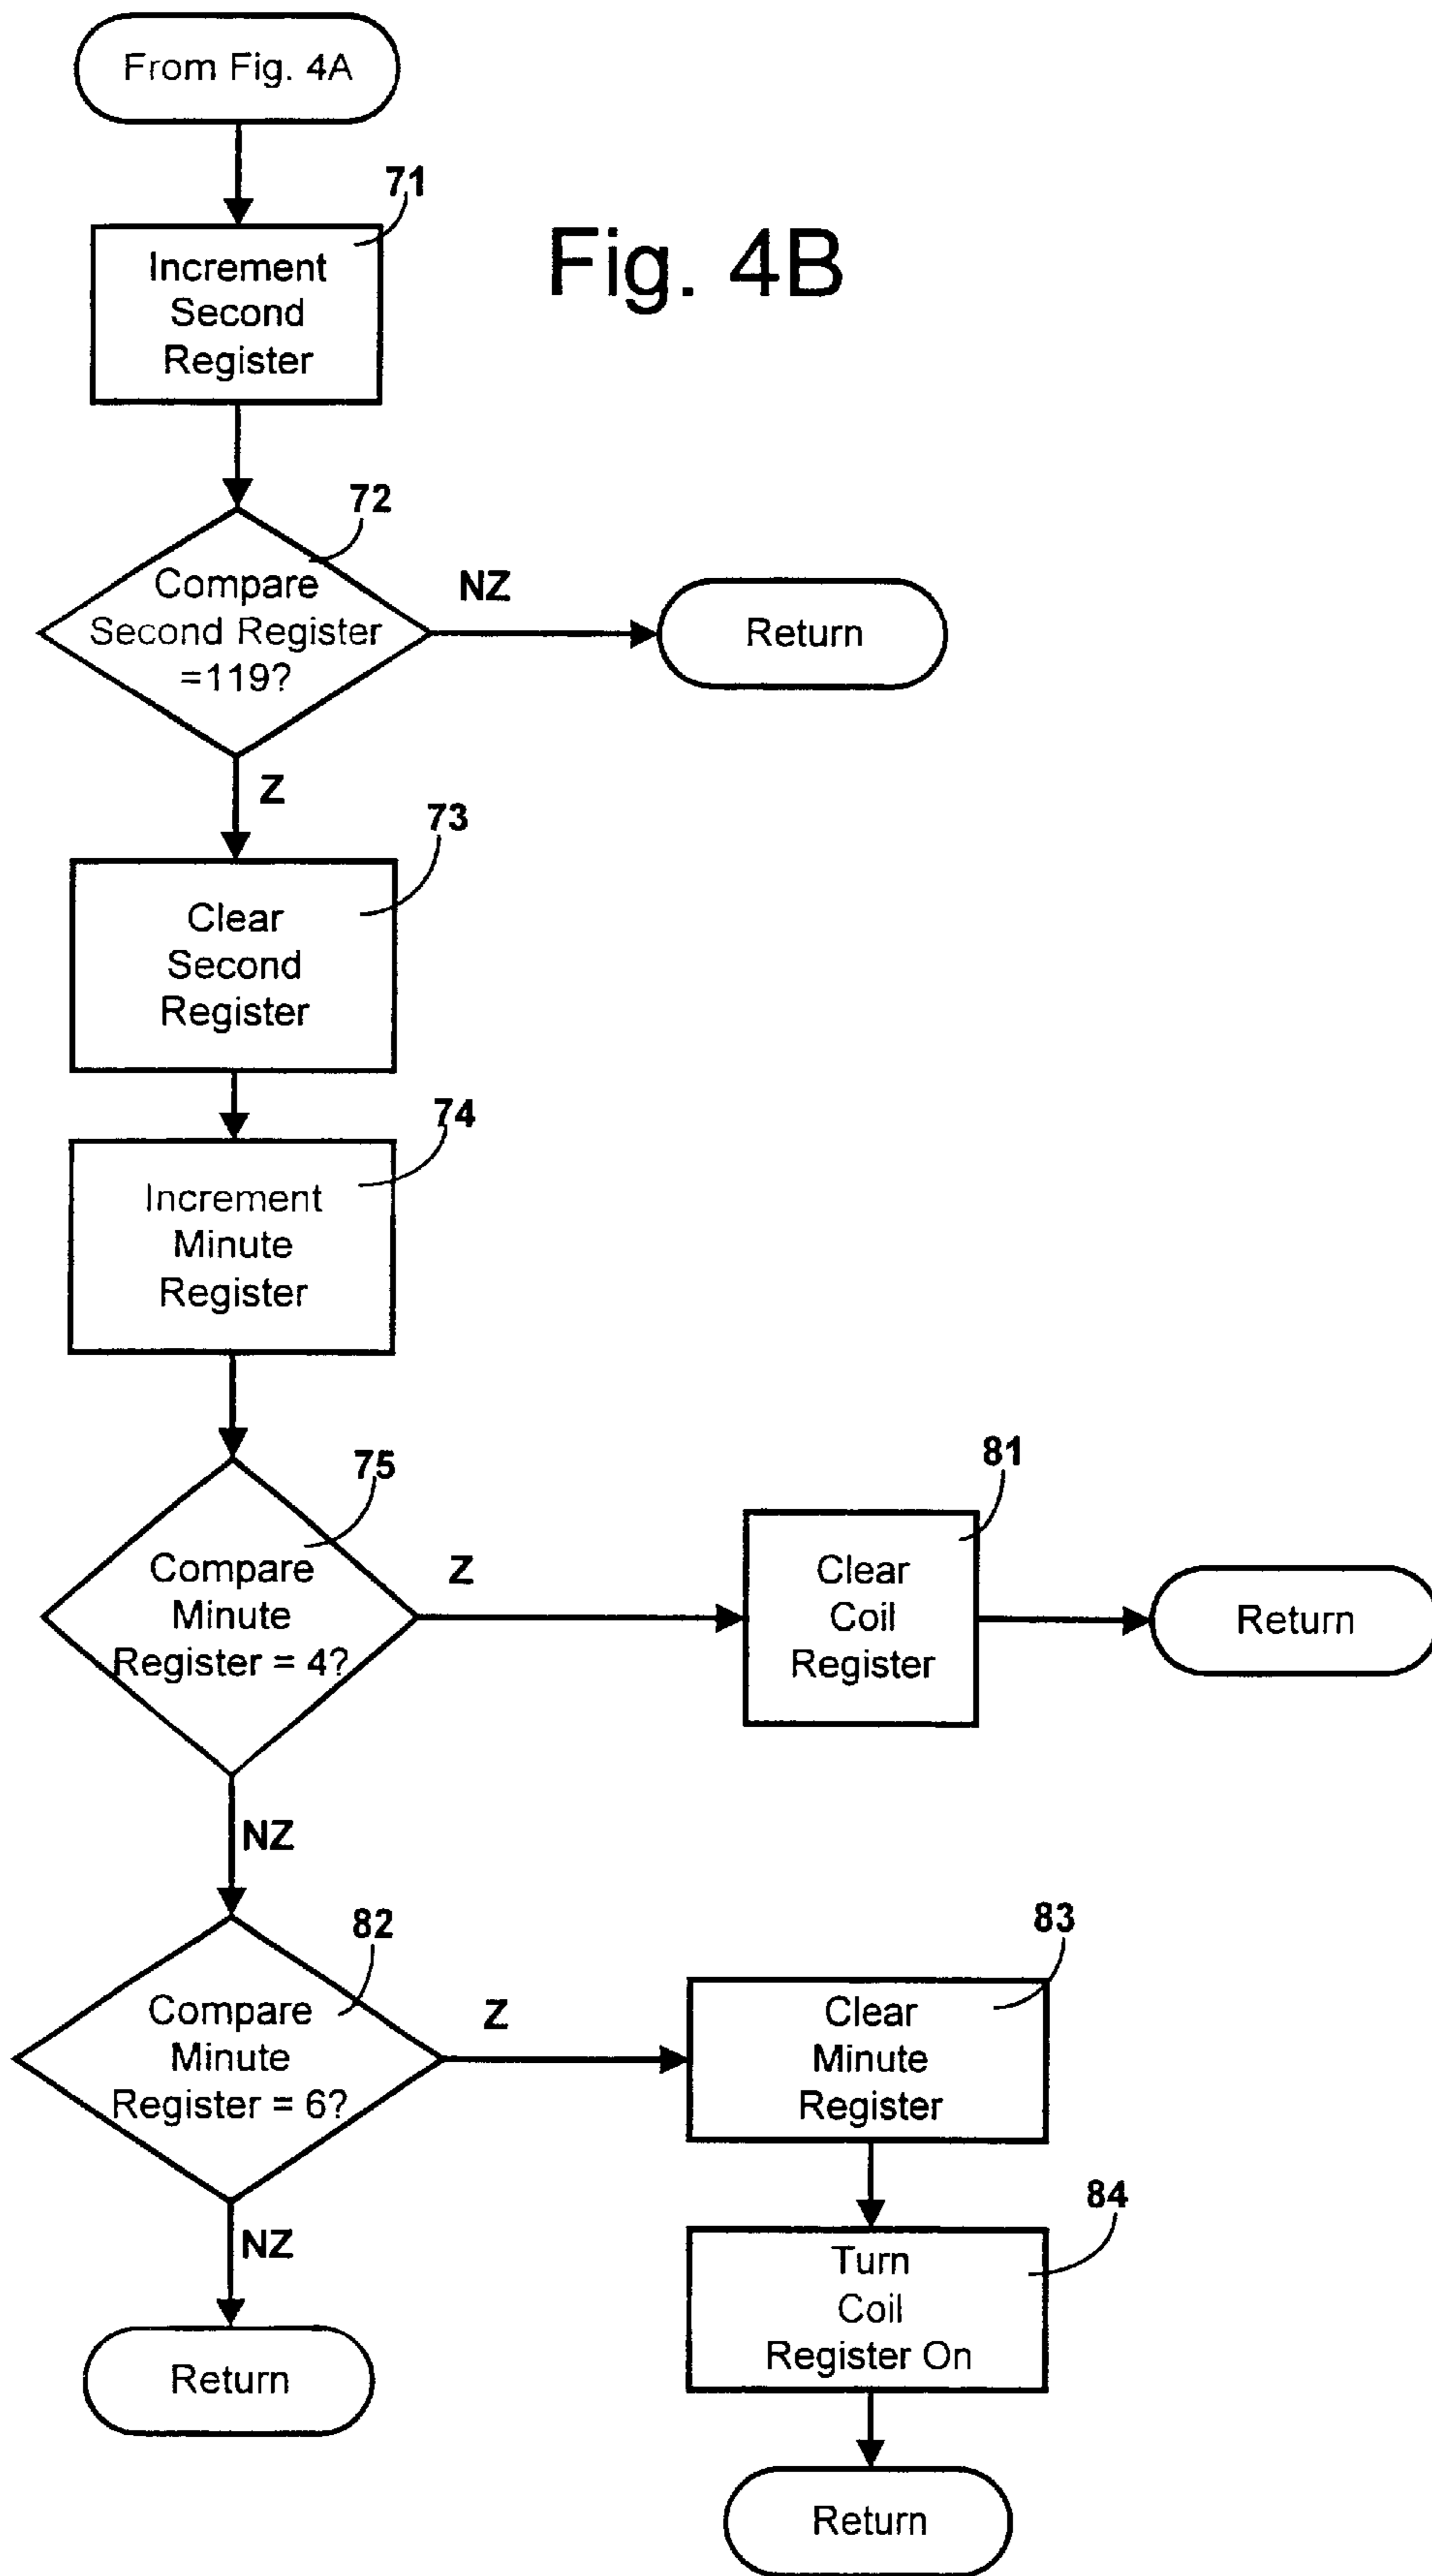 From Fig. 4A
71
Fig. 4B
Increment
Second
Register
72
Compare
Second Register
=119?
NZ
Return
Z
73
Clear
Second
Register
74
Increment
Minute
Register
75
Compare
Minute
Register = 4?
Z
81
Clear
Coil
Register
Return
NZ
82
Compare
Minute
Register = 6?
Z
83
Clear
Minute
Register
NZ
Return
84
Turn
Coil
Register On
Return